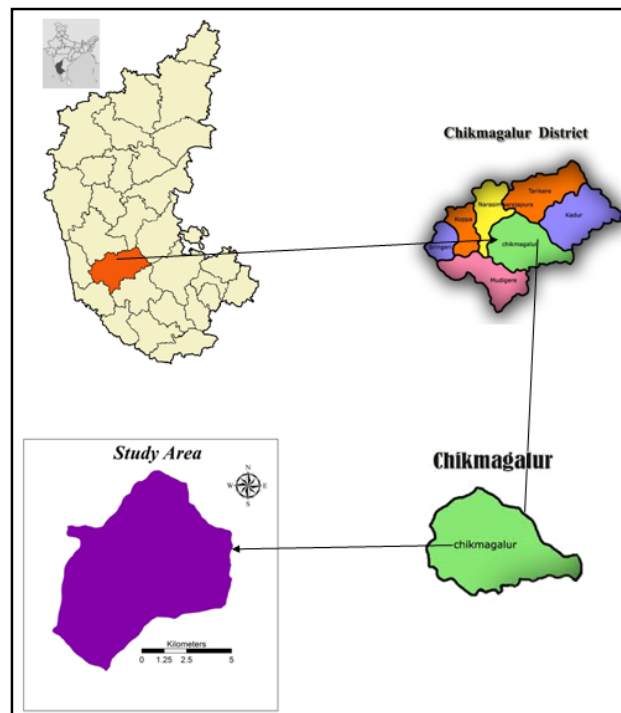 Chikmagalur District
Tarikere
Narasimharajapura
Koppa
Kadur
Sringeri
chikmagalur
Mudigere
Study Area
N
W E
S
Kilometers
0 1.25 2.5 5
Chikmagalur
chikmagalur